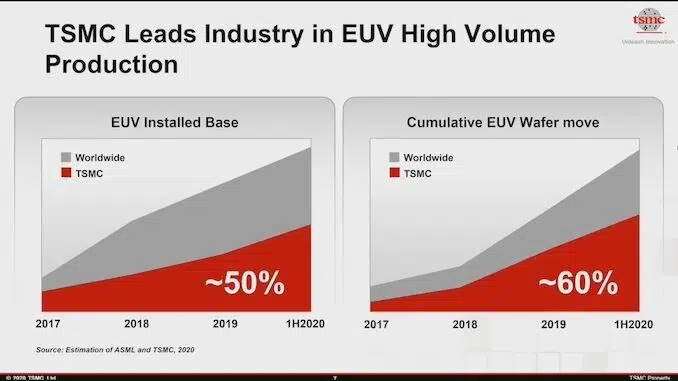 TSMC Leads Industry in EUV High Volume
Production
tsmc
Unleash Innovation
EUV Installed Base
Worldwide
TSMC
~50%
2017
2018
2019
1H2020
Cumulative EUV Wafer move
Worldwide
TSMC
~60%
2017
2018
2019
1H2020
Source: Estimation of ASML and TSMC, 2020
© 2020 TSMC, Ltd
7
TSMC Property